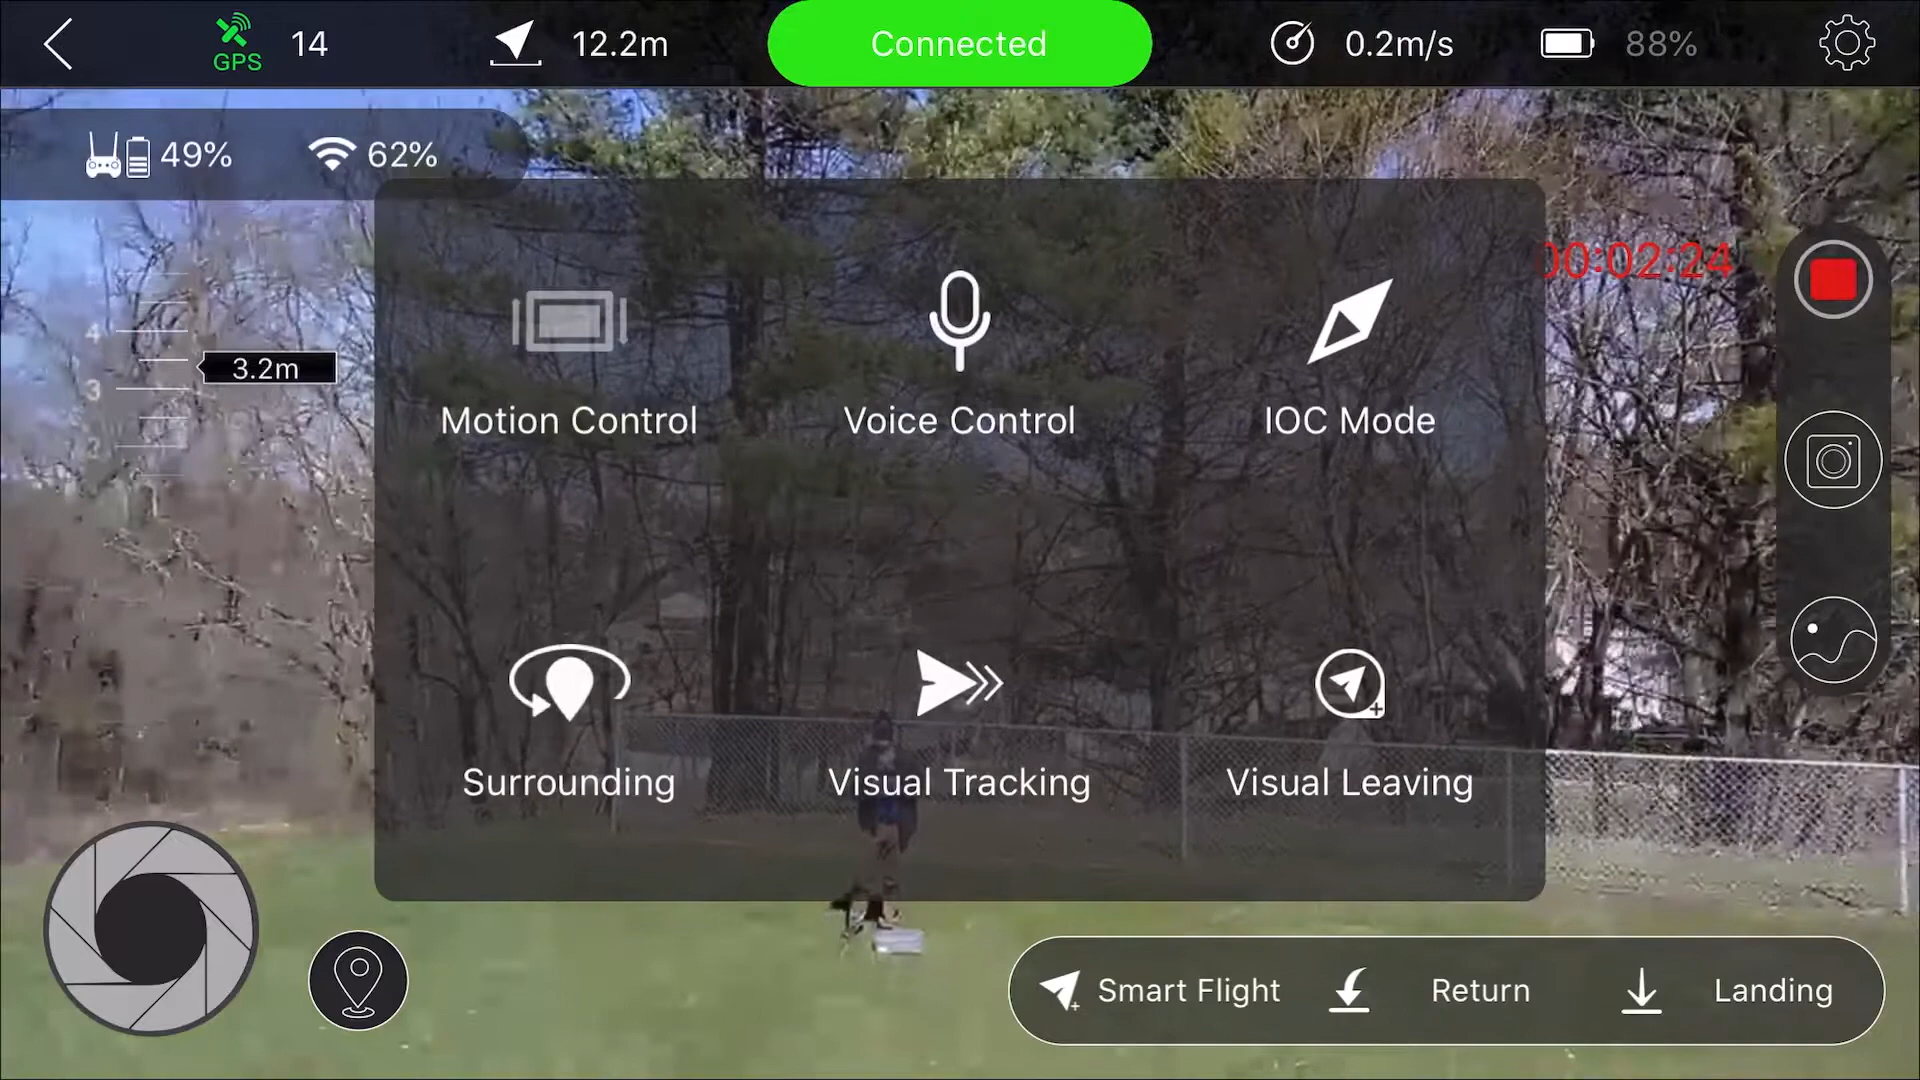 GPS 14 12.2m Connected 0.2m/s 88%
49% 62%
00:02:24
4
3.2m
3
2
Motion Control Voice Control IOC Mode
Surrounding Visual Tracking Visual Leaving
Smart Flight Return Landing